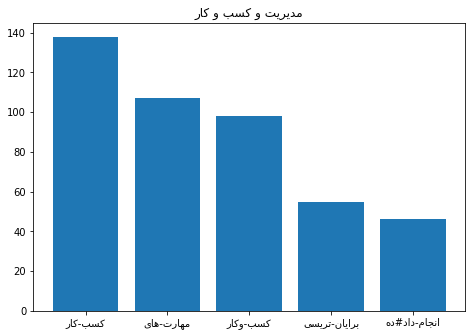 مدیریت و کسب و کار
140
120
100
80
60
40
20
0
کسب-کار
مهارت-های
کسب-وکار
برایان-تریسی
انجام-داد#ده